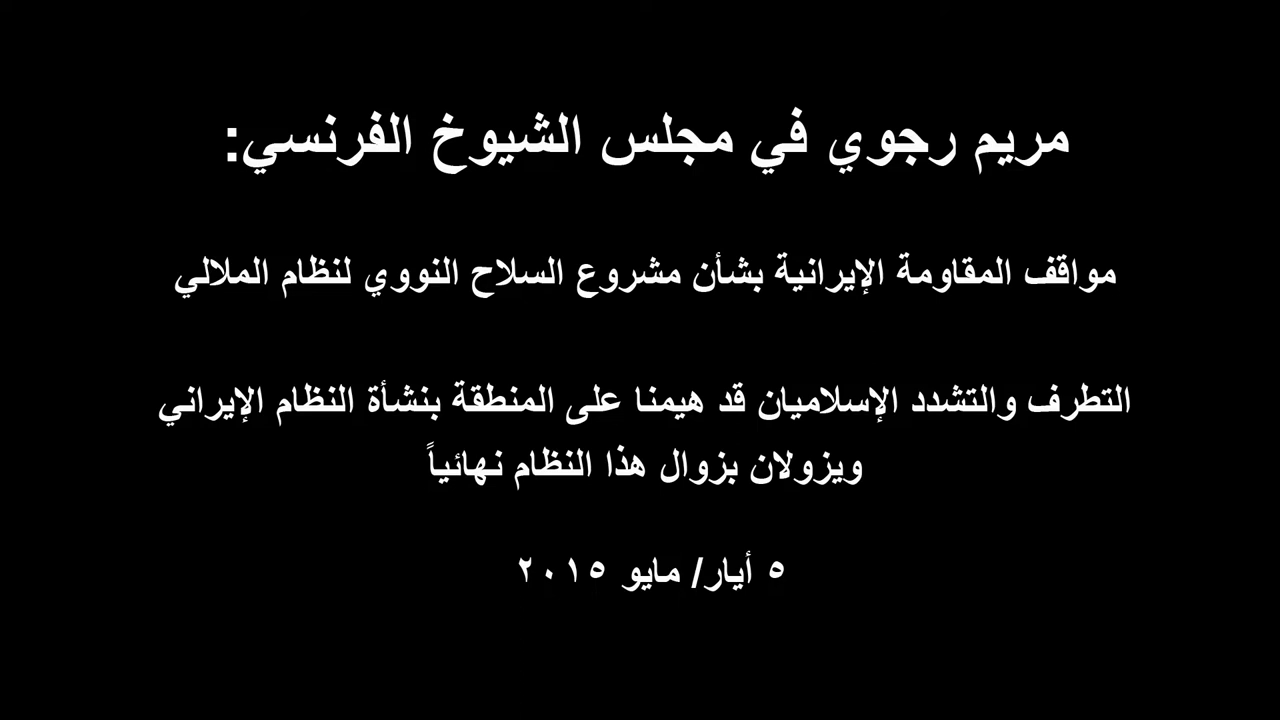 مريم رجوي في مجلس الشيوخ الفرنسي:
مواقف المقاومة الإيرانية بشأن مشروع السلاح النووي لنظام الملالي
التطرف والتشدد الإسلاميان قد هيمنا على المنطقة بنشأة النظام الإيراني
ويزولان بزوال هذا النظام نهائياً
٥ أيار/ مايو ٢٠١٥